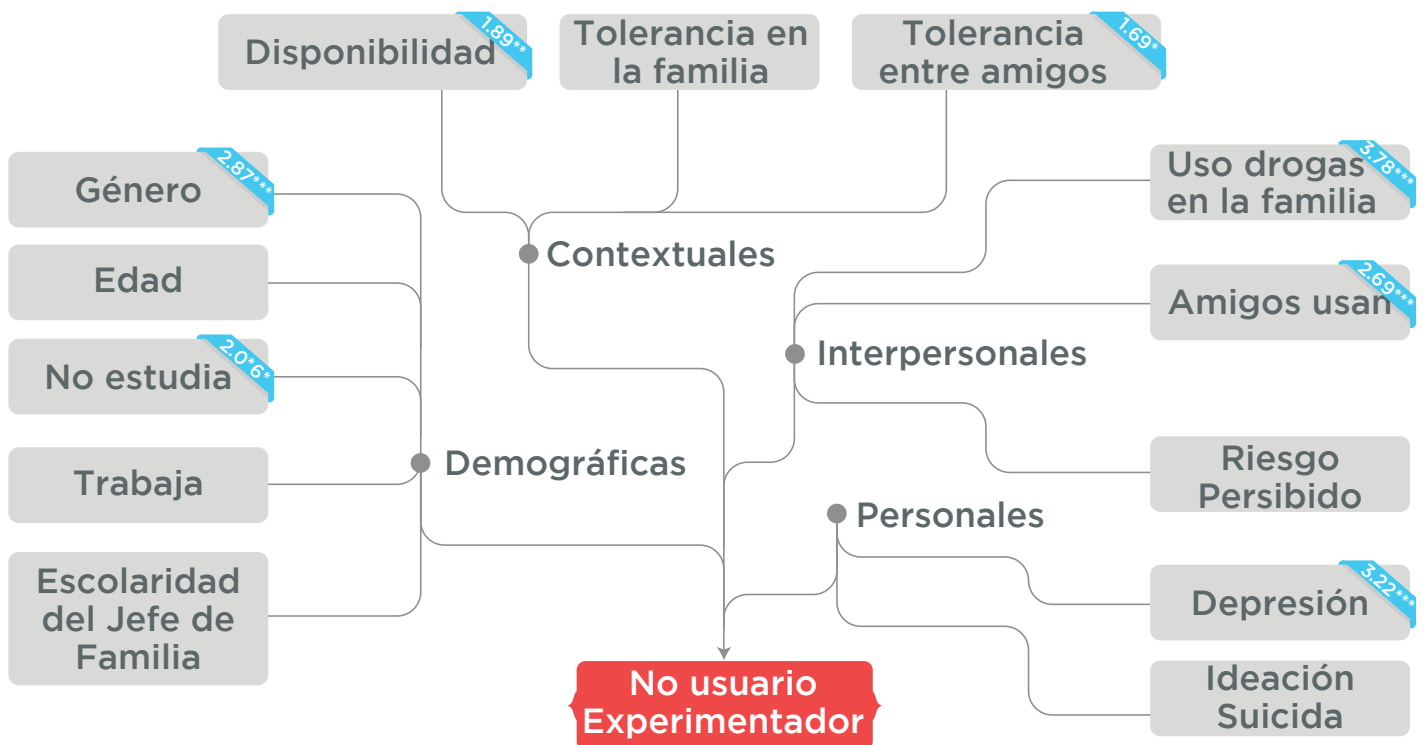 Disponibilidad
1.89**
Tolerancia en
la familia
Tolerancia
entre amigos
1.69*
Género
2.87***
Edad
No estudia
2.0*6*
Trabaja
Escolaridad
del Jefe de
Familia
Contextuales
Demográficas
Interpersonales
Personales
Uso drogas
en la familia
3.78***
Amigos usan
2.69***
Riesgo
Persibido
Depresión
3.22***
Ideación
Suicida
No usuario
Experimentador